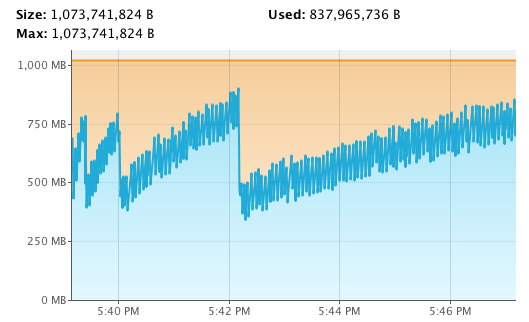 Size: 1,073,741,824 B Used: 837,965,736 B
Max: 1,073,741,824 B
1,000 MB
750 MB
500 MB
250 MB
0 MB
5:40 PM 5:42 PM 5:44 PM 5:46 PM